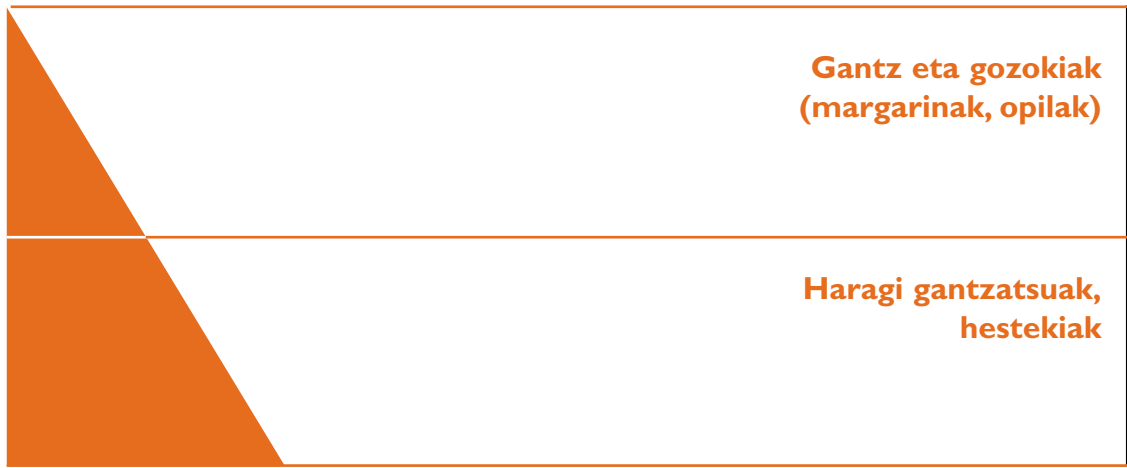 Gantz eta gozokiak
(margarinak, opilak)
Haragi gantzatsuak,
hestekiak